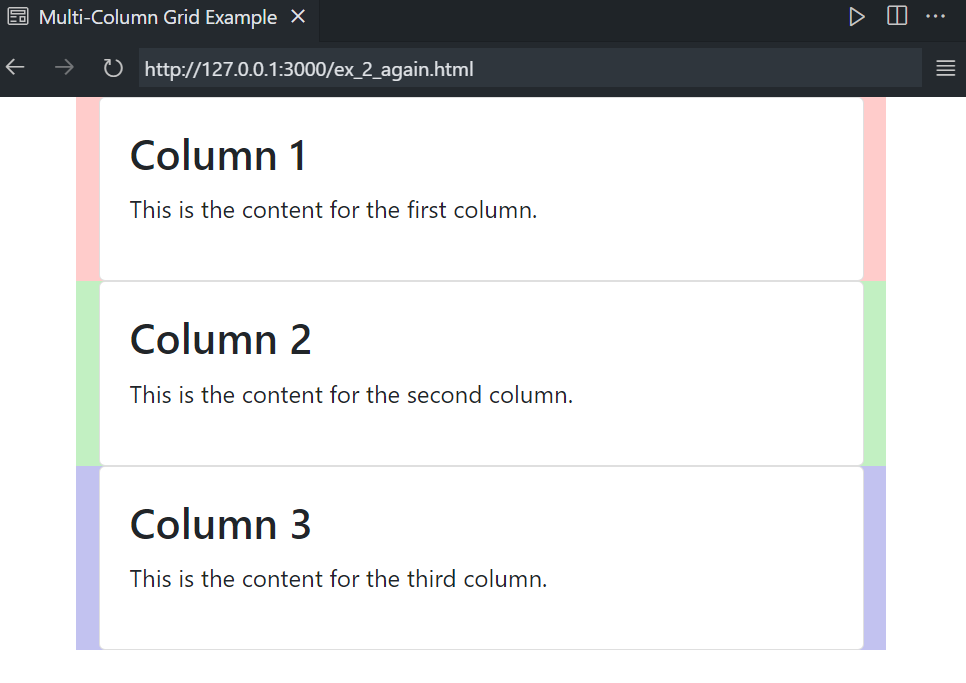 Multi-Column Grid Example
http://127.0.0.1:3000/ex_2_again.html
Column 1
This is the content for the first column.
Column 2
This is the content for the second column.
Column 3
This is the content for the third column.